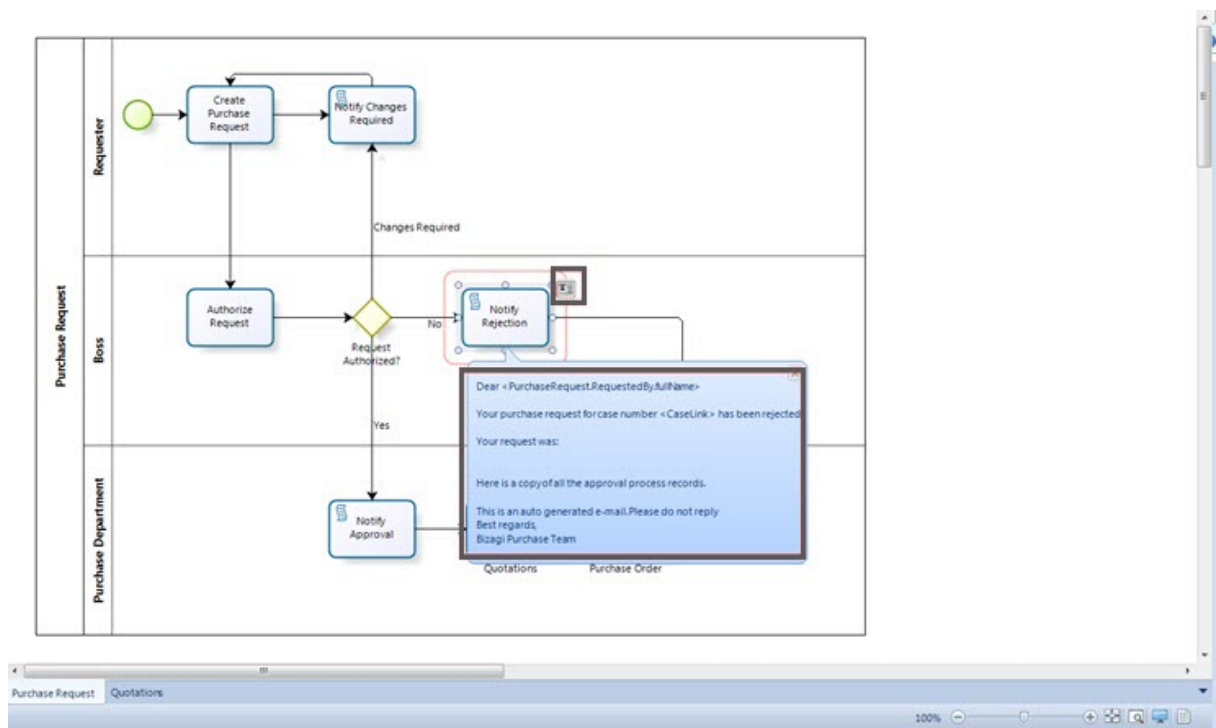 Purchase Request
Requester
Create
Purchase
Request
Notify Changes
Required
Changes Required
Boss
Authorize
Request
Request
Authorized?
No
Notify
Rejection
Yes
Dear <PurchaseRequest.RequestedBy.fullName>
Your purchase request for case number <CaseLink> has been rejected
Your request was:
Here is a copy of all the approval process records.
This is an auto generated e-mail.Please do not reply
Best regards,
Bizagi Purchase Team
Purchase Department
Notify
Approval
Quotations
Purchase Order
Purchase Request
Quotations
100%